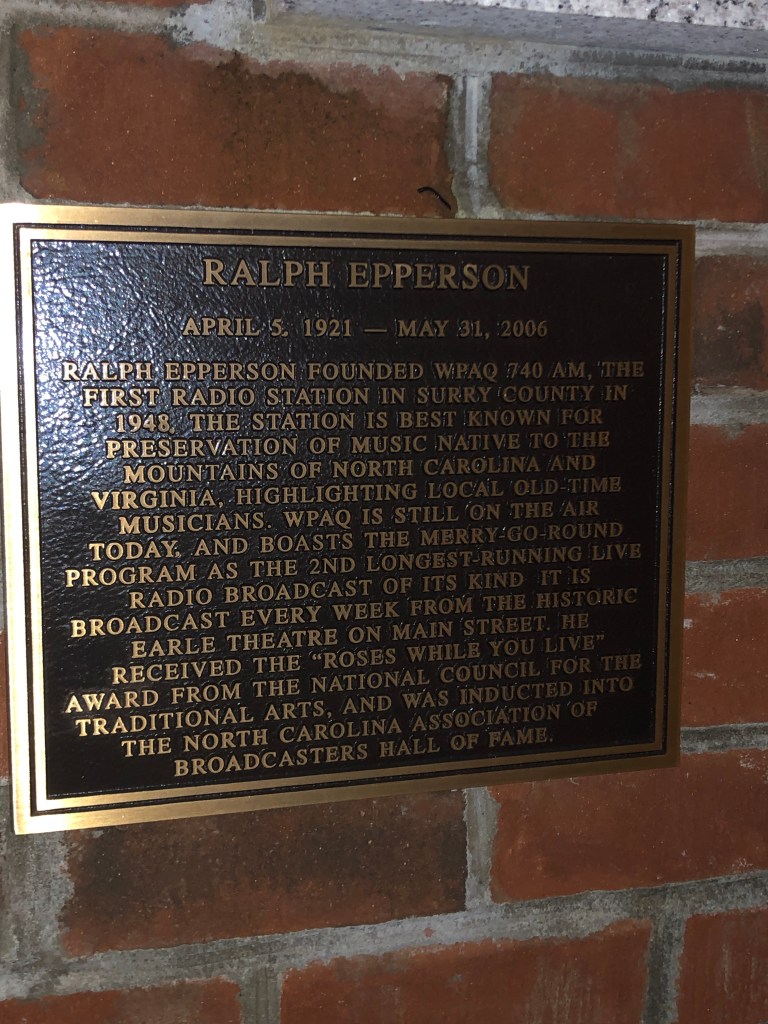 RALPH EPPERSON
APRIL 5, 1921 — MAY 31, 2006
RALPH EPPERSON FOUNDED WPAQ 740 AM, THE
FIRST RADIO STATION IN SURRY COUNTY IN
1948. THE STATION IS BEST KNOWN FOR
PRESERVATION OF MUSIC NATIVE TO THE
MOUNTAINS OF NORTH CAROLINA AND
VIRGINIA, HIGHLIGHTING LOCAL OLD-TIME
MUSICIANS. WPAQ IS STILL ON THE AIR
TODAY, AND BOASTS THE MERRY-GO-ROUND
PROGRAM AS THE 2ND LONGEST-RUNNING LIVE
RADIO BROADCAST OF ITS KIND  IT IS
BROADCAST EVERY WEEK FROM THE HISTORIC
EARLE THEATRE ON MAIN STREET. HE
RECEIVED THE “ROSES WHILE YOU LIVE”
AWARD FROM THE NATIONAL COUNCIL FOR THE
TRADITIONAL ARTS, AND WAS INDUCTED INTO
THE NORTH CAROLINA ASSOCIATION OF
BROADCASTERS HALL OF FAME.